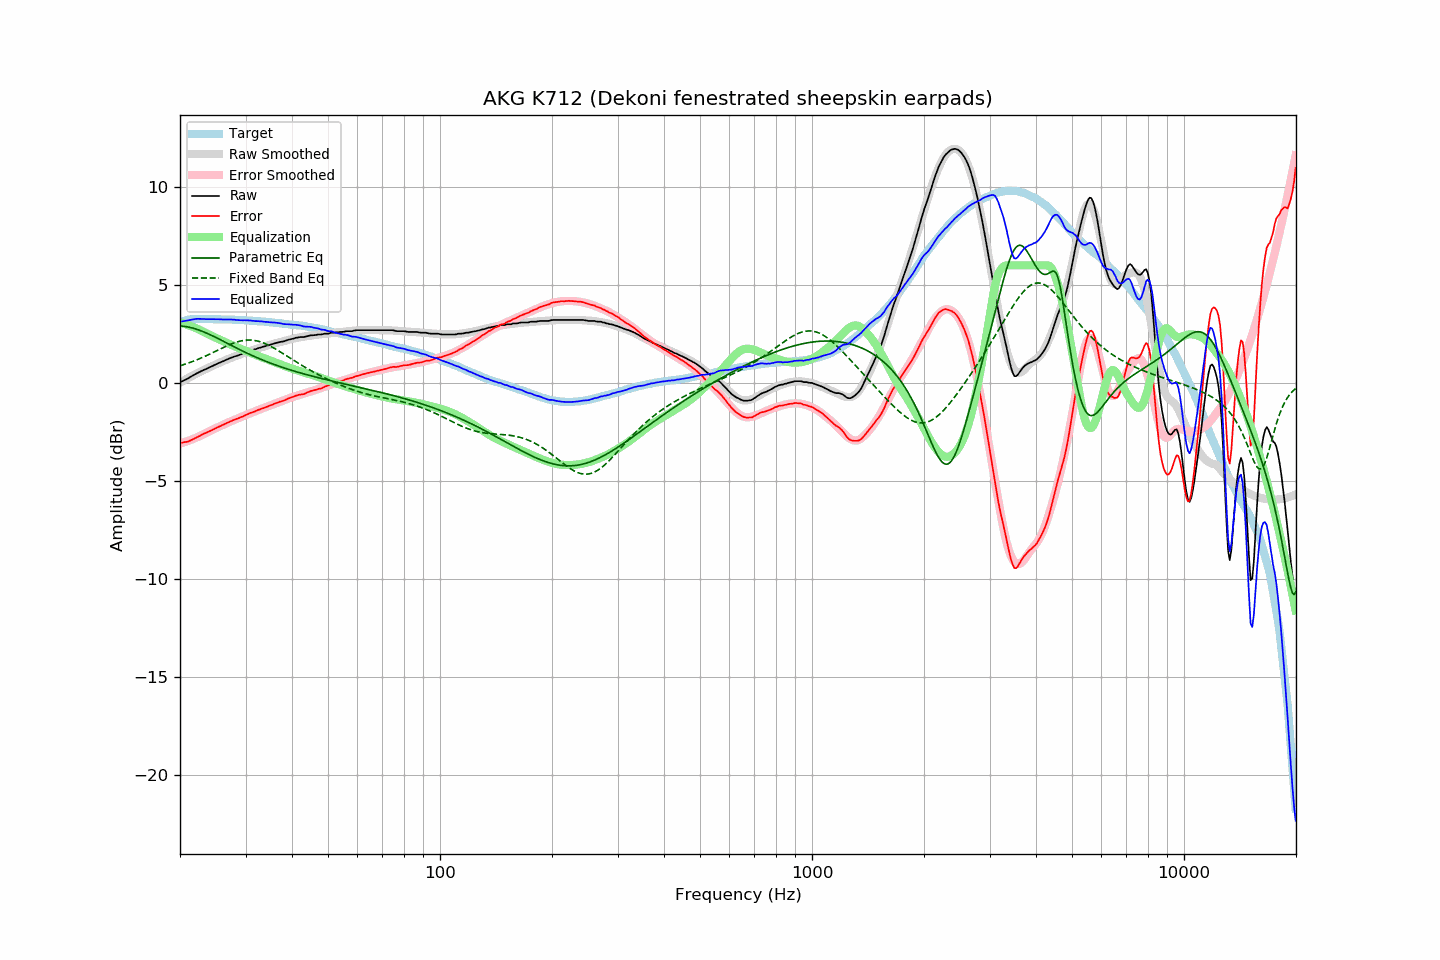 AKG K712 (Dekoni fenestrated sheepskin earpads)
Target
Raw Smoothed
Error Smoothed
Raw
Error
Equalization
Parametric Eq
Fixed Band Eq
Equalized
10
5
0
−5
−10
−15
−20
Amplitude (dBr)
100
1000
10000
Frequency (Hz)